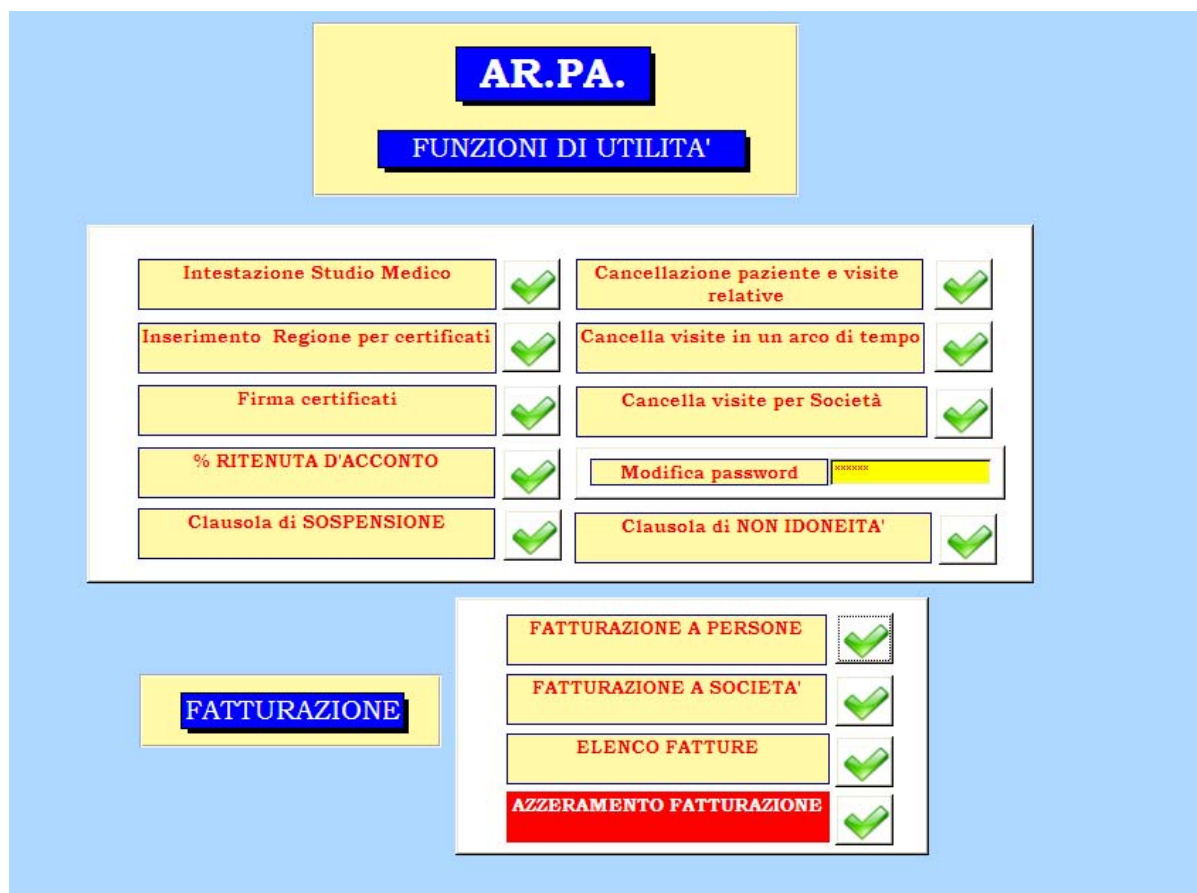 AR.PA.
FUNZIONI DI UTILITA'
Intestazione Studio Medico
Inserimento Regione per certificati
Firma certificati
% RITENUTA D'ACCONTO
Clausola di SOSPENSIONE
Cancellazione paziente e visite
relative
Cancella visite in un arco di tempo
Cancella visite per Società
Modifica password
******
Clausola di NON IDONEITA'
FATTURAZIONE
FATTURAZIONE A PERSONE
FATTURAZIONE A SOCIETA'
ELENCO FATTURE
AZZERAMENTO FATTURAZIONE